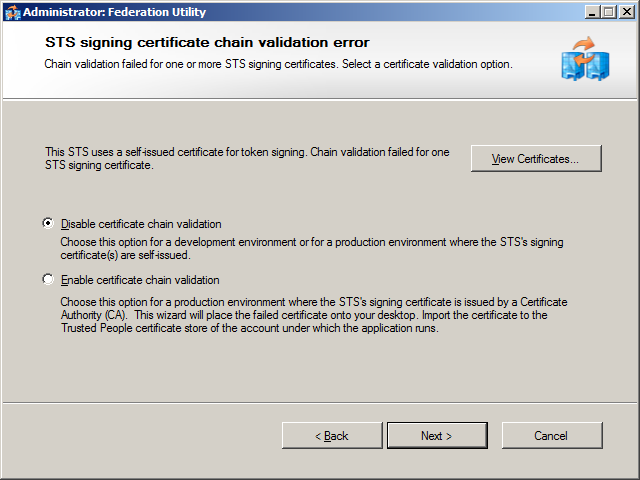 Administrator: Federation Utility
STS signing certificate chain validation error
Chain validation failed for one or more STS signing certificates. Select a certificate validation option.
This STS uses a self-issued certificate for token signing. Chain validation failed for one
STS signing certificate.
View Certificates...
Disable certificate chain validation
Choose this option for a development environment or for a production environment where the STS's signing
certificate(s) are self-issued.
Enable certificate chain validation
Choose this option for a production environment where the STS's signing certificate is issued by a Certificate
Authority (CA).  This wizard will place the failed certificate onto your desktop. Import the certificate to the
Trusted People certificate store of the account under which the application runs.
< Back
Next >
Cancel